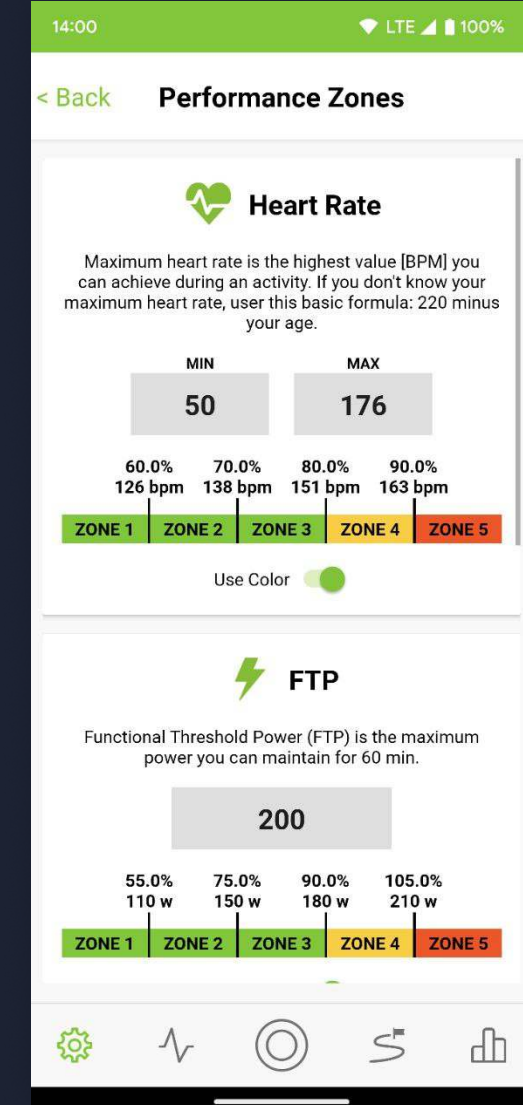 14:00 LTE 100%
< Back Performance Zones
Heart Rate
Maximum heart rate is the highest value [BPM] you
can achieve during an activity. If you don't know your
maximum heart rate, user this basic formula: 220 minus
your age.
MIN MAX
50 176
60.0% 70.0% 80.0% 90.0%
126 bpm 138 bpm 151 bpm 163 bpm
ZONE 1 ZONE 2 ZONE 3 ZONE 4 ZONE 5
Use Color
FTP
Functional Threshold Power (FTP) is the maximum
power you can maintain for 60 min.
200
55.0% 75.0% 90.0% 105.0%
110 w 150 w 180 w 210 w
ZONE 1 ZONE 2 ZONE 3 ZONE 4 ZONE 5